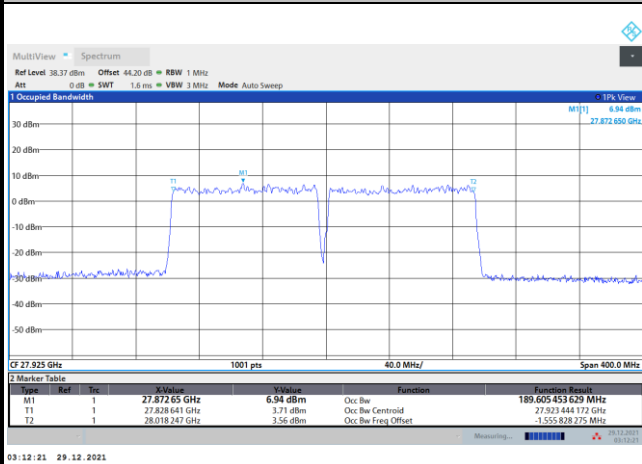 MultiView Spectrum
Ref Level 38.37 dBm Offset 44.20 dB RBW 1 MHz
Att 0 dB SWT 1.6 ms VBW 3 MHz Mode Auto Sweep
1 Occupied Bandwidth 1Pk View
M1[1] 6.94 dBm
27.872 650 GHz
30 dBm
20 dBm
T1 M1 T2
10 dBm
0 dBm
-10 dBm
-20 dBm
-30 dBm
-40 dBm
-50 dBm
CF 27.925 GHz 1001 pts 40.0 MHz/ Span 400.0 MHz
2 Marker Table
Type Ref Trc X-Value Y-Value Function Function Result
M1 1 27.872 65 GHz 6.94 dBm Occ Bw 189.605 453 629 MHz
T1 1 27.828 641 GHz 3.71 dBm Occ Bw Centroid 27.923 444 172 GHz
T2 1 28.018 247 GHz 3.56 dBm Occ Bw Freq Offset -1.555 828 275 MHz
Measuring... 29.12.2021
03:12:21
03:12:21 29.12.2021